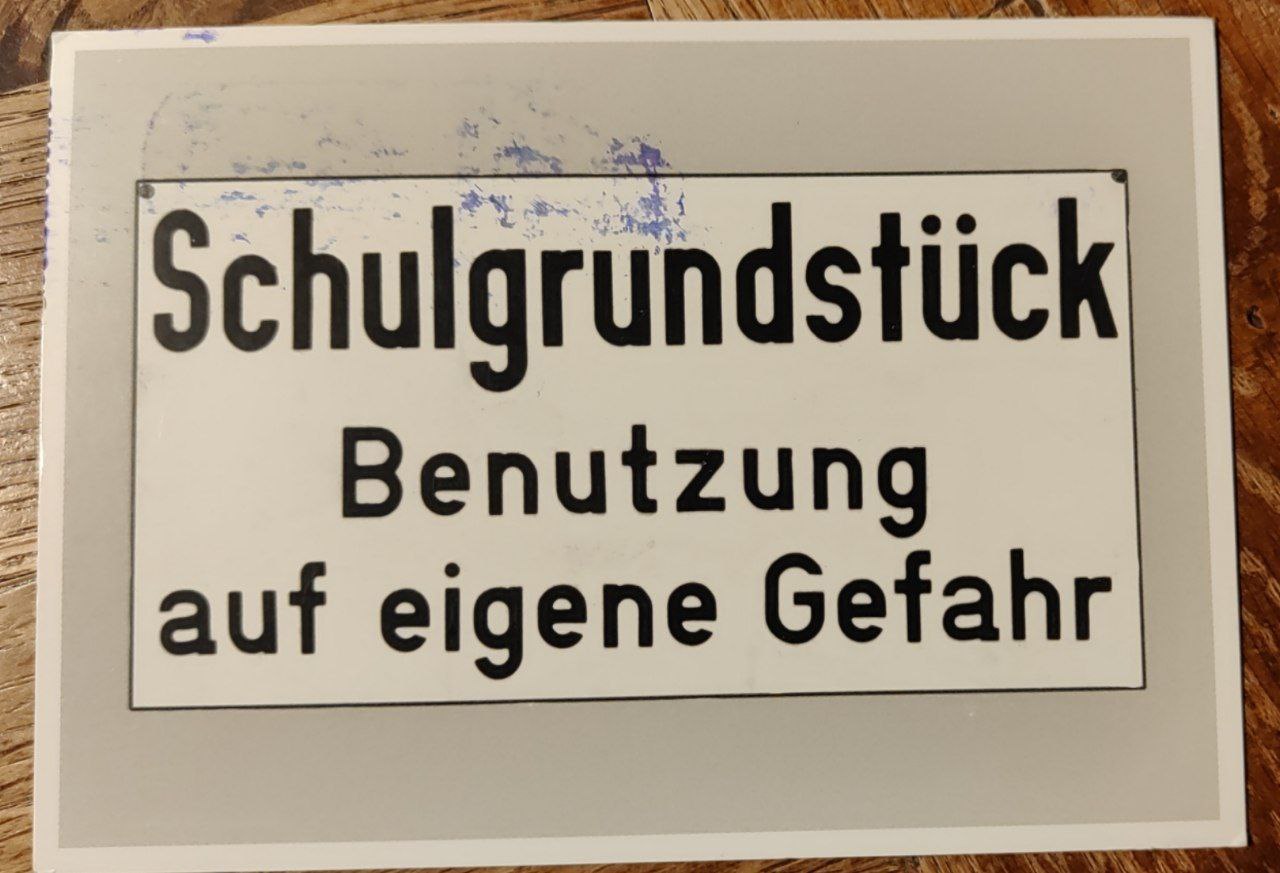 Schulgrundstück
Benutzung
auf eigene Gefahr